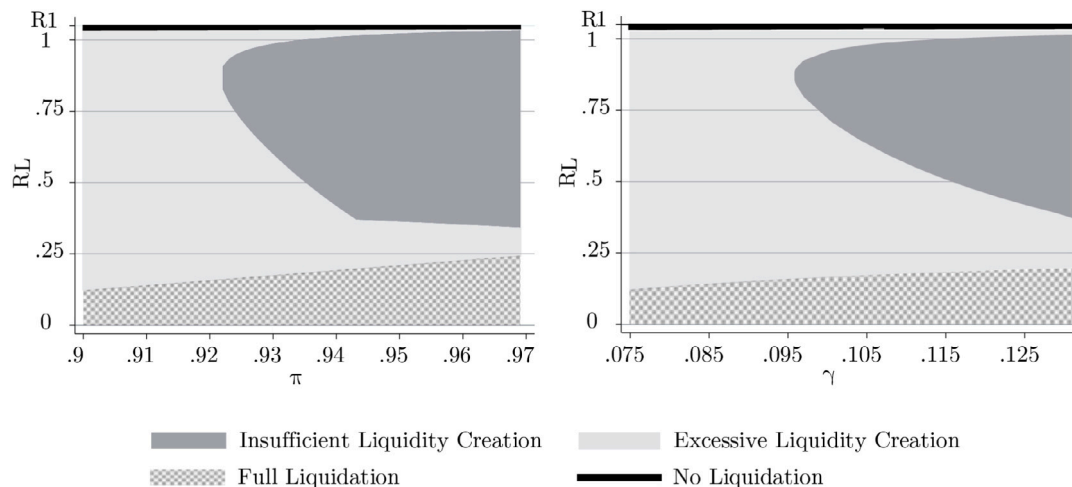 R1
1
.75
.5
.25
0
RL
.9 .91 .92 .93 .94 .95 .96 .97
π
R1
1
.75
.5
.25
0
RL
.075 .085 .095 .105 .115 .125
γ
Insufficient Liquidity Creation
Excessive Liquidity Creation
Full Liquidation
No Liquidation